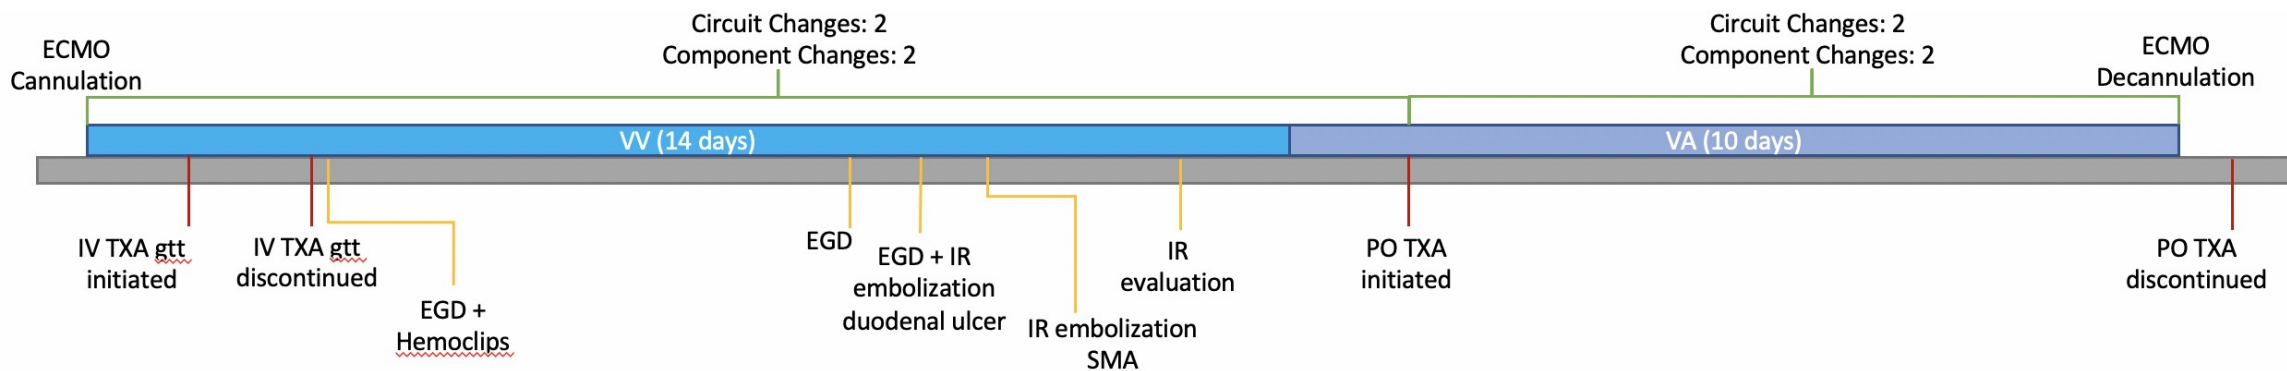 Circuit Changes: 2
Component Changes: 2
Circuit Changes: 2
Component Changes: 2
ECMO
Cannulation
ECMO
Decannulation
VV (14 days)
VA (10 days)
IV TXA gtt
initiated
IV TXA gtt
discontinued
EGD +
Hemoclips
EGD
EGD + IR
embolization
duodenal ulcer
IR embolization
SMA
IR
evaluation
PO TXA
initiated
PO TXA
discontinued